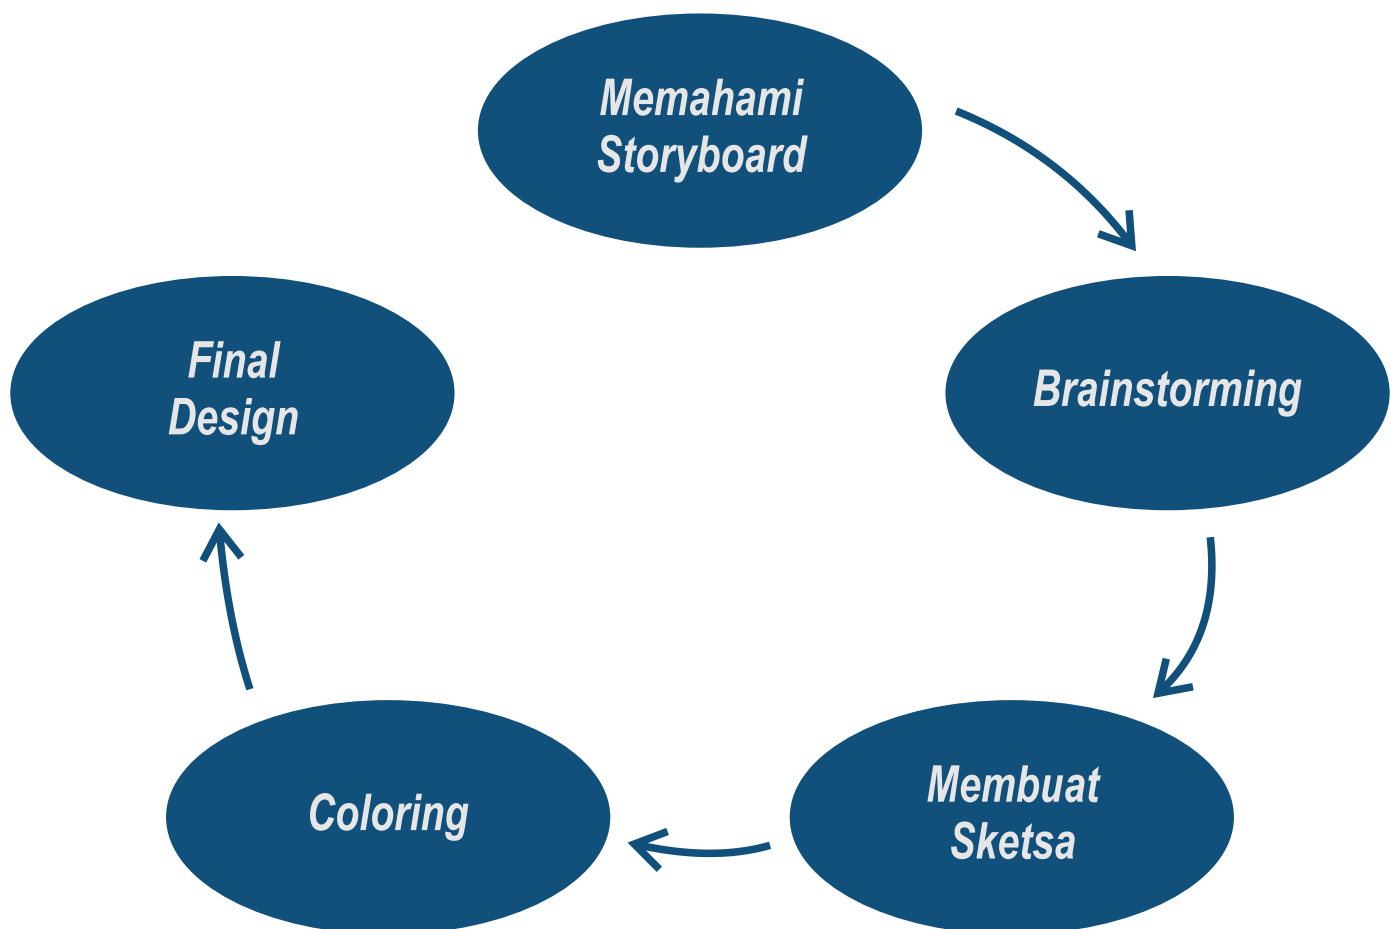 Memahami
Storyboard
Brainstorming
Membuat
Sketsa
Coloring
Final
Design